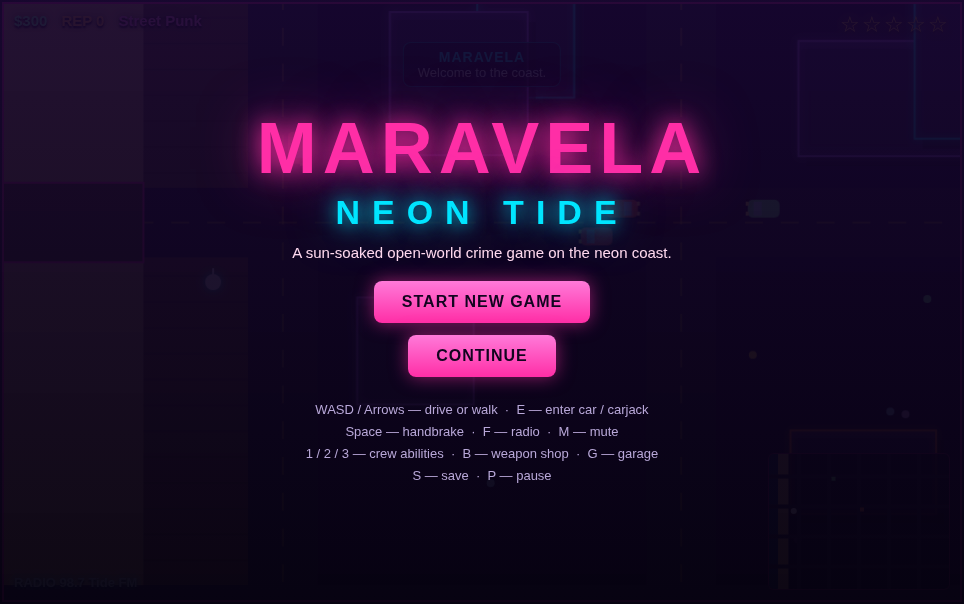 $300 REP 0 Street Punk
☆☆☆☆☆
MARAVELA
Welcome to the coast.
MARAVELA
NEON TIDE
A sun-soaked open-world crime game on the neon coast.
START NEW GAME
CONTINUE
WASD / Arrows — drive or walk · E — enter car / carjack
Space — handbrake · F — radio · M — mute
1 / 2 / 3 — crew abilities · B — weapon shop · G — garage
S — save · P — pause